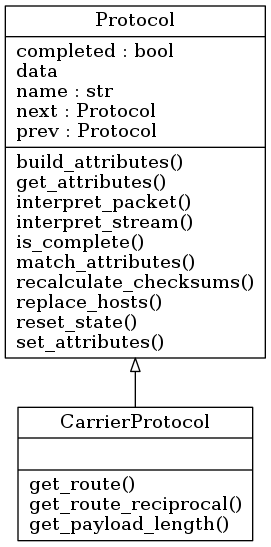 Protocol
completed : bool
data
name : str
next : Protocol
prev : Protocol
build_attributes()
get_attributes()
interpret_packet()
interpret_stream()
is_complete()
match_attributes()
recalculate_checksums()
replace_hosts()
reset_state()
set_attributes()
CarrierProtocol
get_route()
get_route_reciprocal()
get_payload_length()